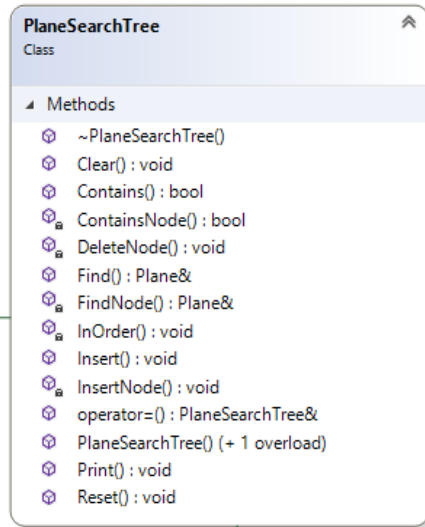 PlaneSearchTree
Class
Methods
~PlaneSearchTree()
Clear() : void
Contains() : bool
ContainsNode() : bool
DeleteNode() : void
Find() : Plane&
FindNode() : Plane&
InOrder() : void
Insert() : void
InsertNode() : void
operator=() : PlaneSearchTree&
PlaneSearchTree() (+ 1 overload)
Print() : void
Reset() : void